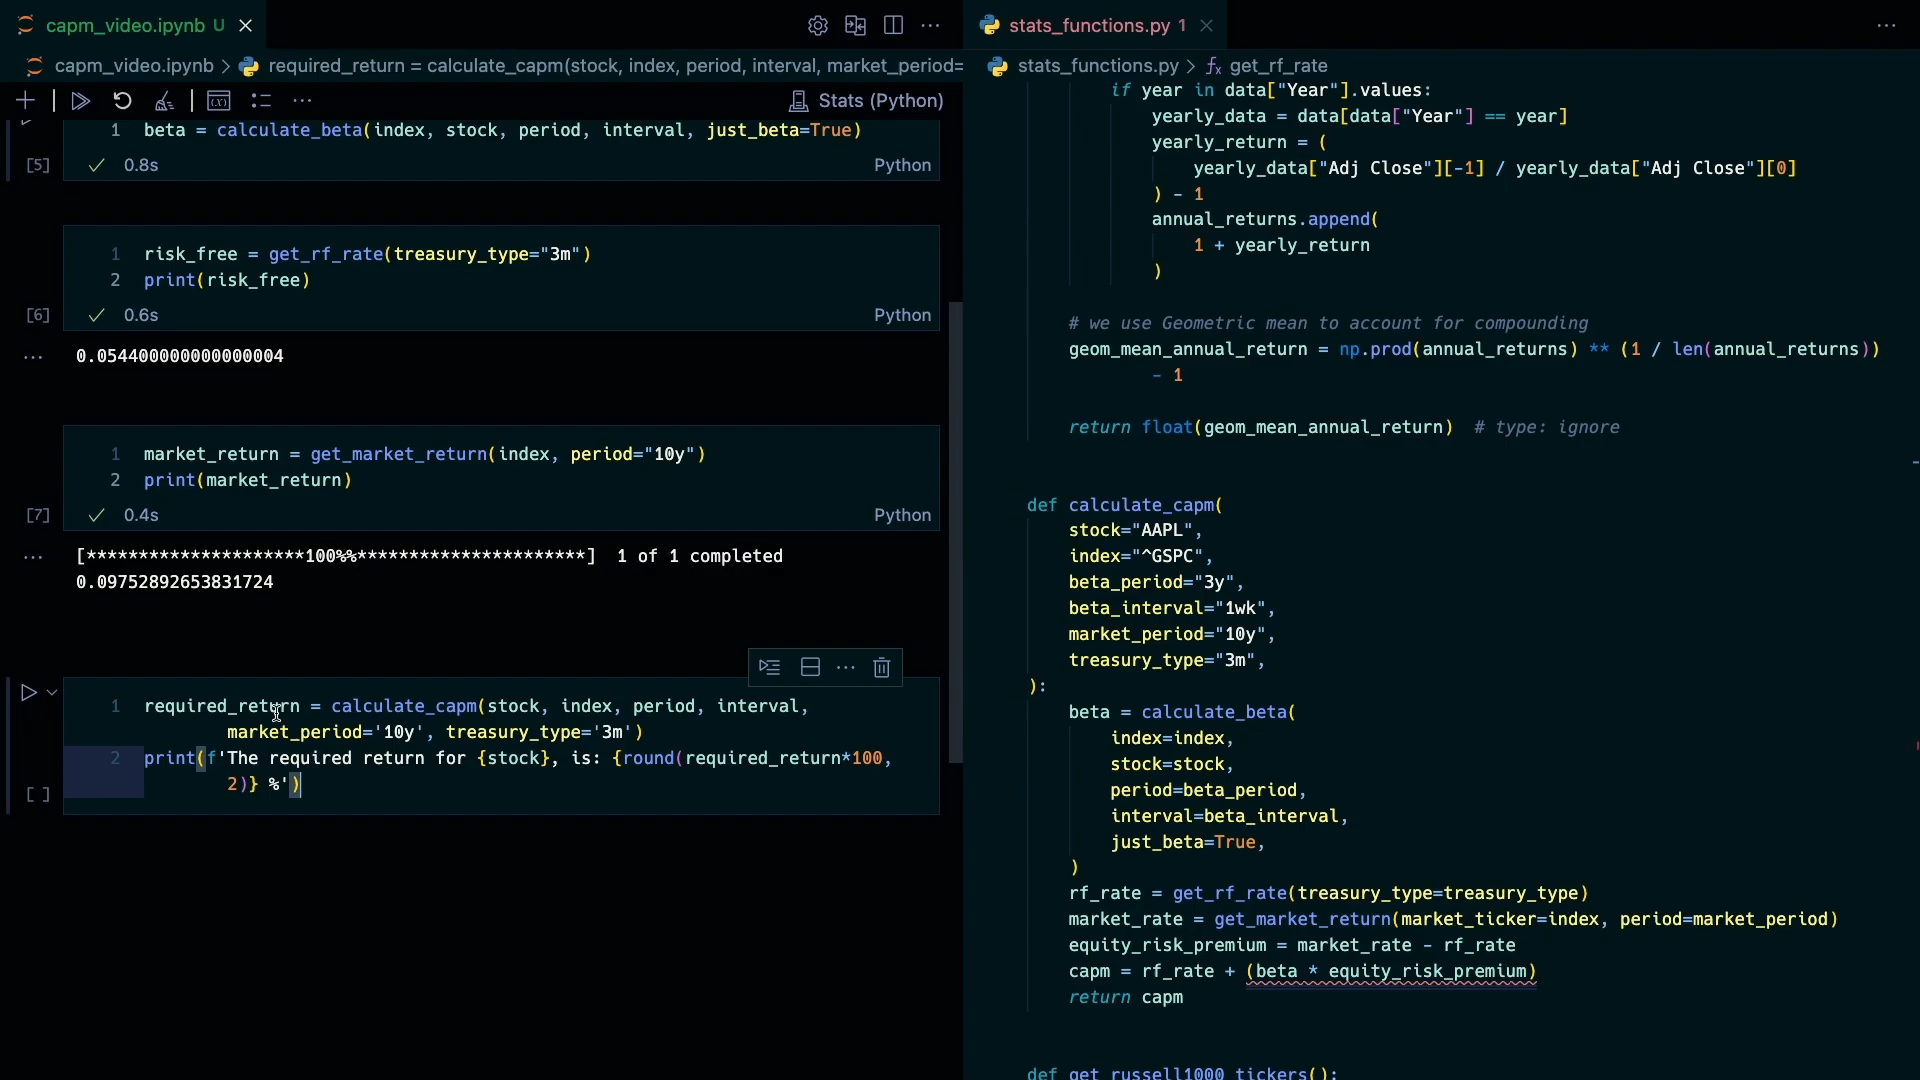 capm_video.ipynb U
stats_functions.py 1
capm_video.ipynb > required_return = calculate_capm(stock, index, period, interval, market_period=
stats_functions.py > get_rf_rate
Stats (Python)
1 beta = calculate_beta(index, stock, period, interval, just_beta=True)
[5] 0.8s Python
1 risk_free = get_rf_rate(treasury_type="3m")
2 print(risk_free)
[6] 0.6s Python
0.054400000000000004
1 market_return = get_market_return(index, period="10y")
2 print(market_return)
[7] 0.4s Python
[*********************100%%**********************] 1 of 1 completed
0.09752892653831724
1 required_return = calculate_capm(stock, index, period, interval,
market_period='10y', treasury_type='3m')
2 print(f'The required return for {stock}, is: {round(required_return*100,
2)} %')
[ ]
if year in data["Year"].values:
yearly_data = data[data["Year"] == year]
yearly_return = (
yearly_data["Adj Close"][-1] / yearly_data["Adj Close"][0]
) - 1
annual_returns.append(
1 + yearly_return
)
# we use Geometric mean to account for compounding
geom_mean_annual_return = np.prod(annual_returns) ** (1 / len(annual_returns))
- 1
return float(geom_mean_annual_return) # type: ignore
def calculate_capm(
stock="AAPL",
index="^GSPC",
beta_period="3y",
beta_interval="1wk",
market_period="10y",
treasury_type="3m",
):
beta = calculate_beta(
index=index,
stock=stock,
period=beta_period,
interval=beta_interval,
just_beta=True,
)
rf_rate = get_rf_rate(treasury_type=treasury_type)
market_rate = get_market_return(market_ticker=index, period=market_period)
equity_risk_premium = market_rate - rf_rate
capm = rf_rate + (beta * equity_risk_premium)
return capm
def get_russell1000_tickers():